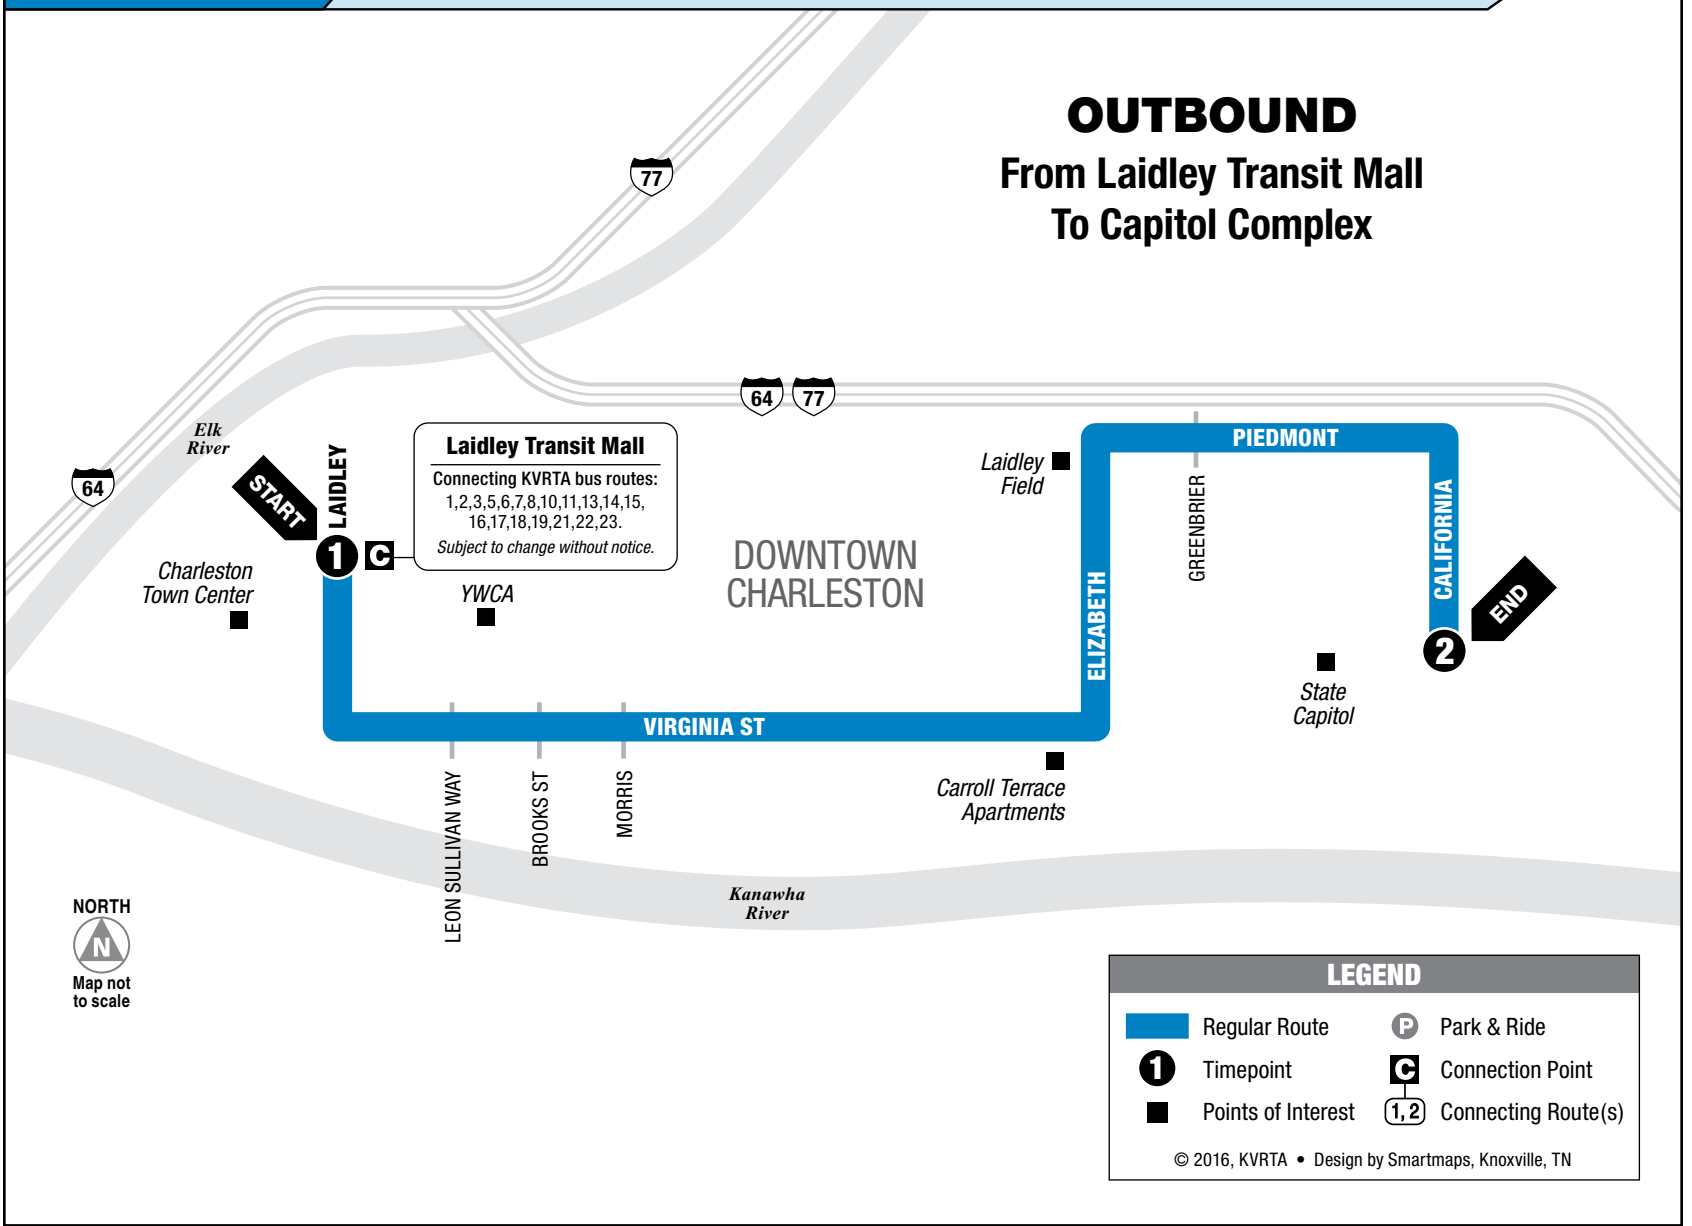 OUTBOUND
From Laidley Transit Mall
To Capitol Complex
77
64
77
Elk
River
64
START
LAIDLEY
1
C
Laidley Transit Mall
Connecting KVRTA bus routes:
1,2,3,5,6,7,8,10,11,13,14,15,
16,17,18,19,21,22,23.
Subject to change without notice.
Charleston
Town Center
YWCA
DOWNTOWN
CHARLESTON
Laidley
Field
PIEDMONT
GREENBRIER
CALIFORNIA
ELIZABETH
END
2
State
Capitol
VIRGINIA ST
LEON SULLIVAN WAY
BROOKS ST
MORRIS
Carroll Terrace
Apartments
Kanawha
River
NORTH
N
Map not
to scale
LEGEND
Regular Route
P Park & Ride
1 Timepoint
C Connection Point
Points of Interest
1, 2 Connecting Route(s)
© 2016, KVRTA • Design by Smartmaps, Knoxville, TN